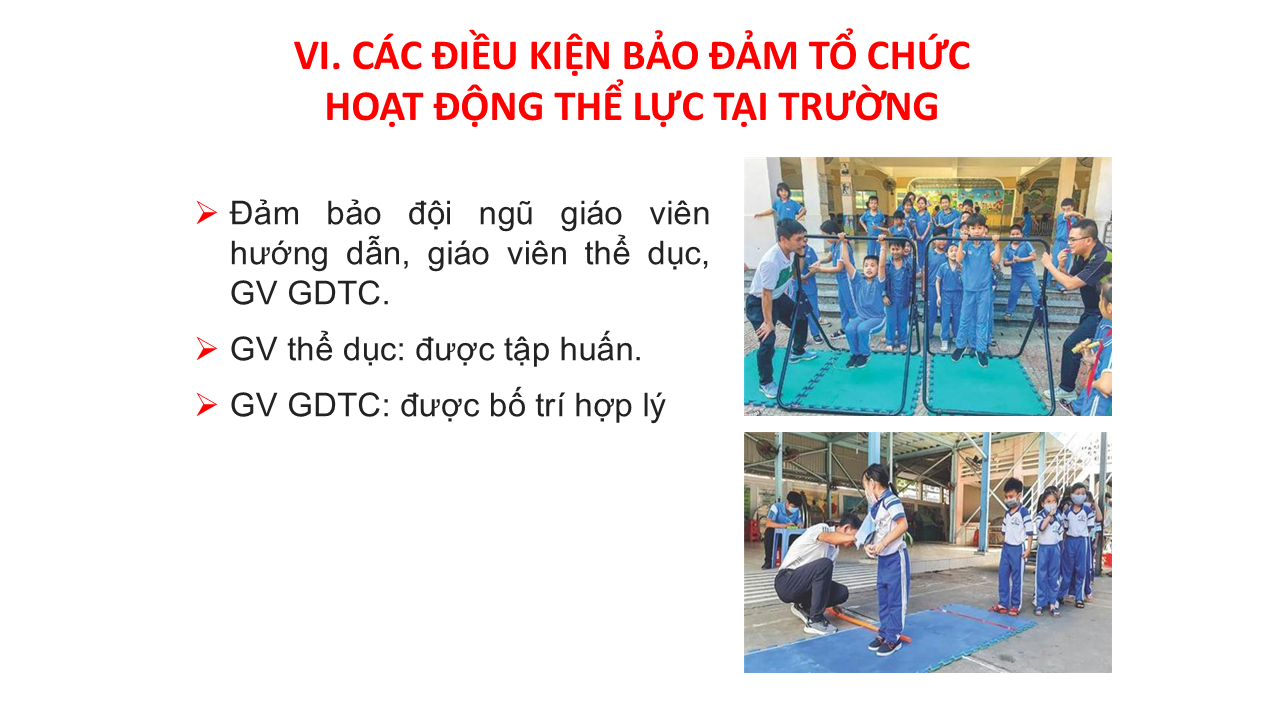 VI. CÁC ĐIỀU KIỆN BẢO ĐẢM TỔ CHỨC
HOẠT ĐỘNG THỂ LỰC TẠI TRƯỜNG
Đảm bảo đội ngũ giáo viên
hướng dẫn, giáo viên thể dục,
GV GDTC.
GV thể dục: được tập huấn.
GV GDTC: được bố trí hợp lý